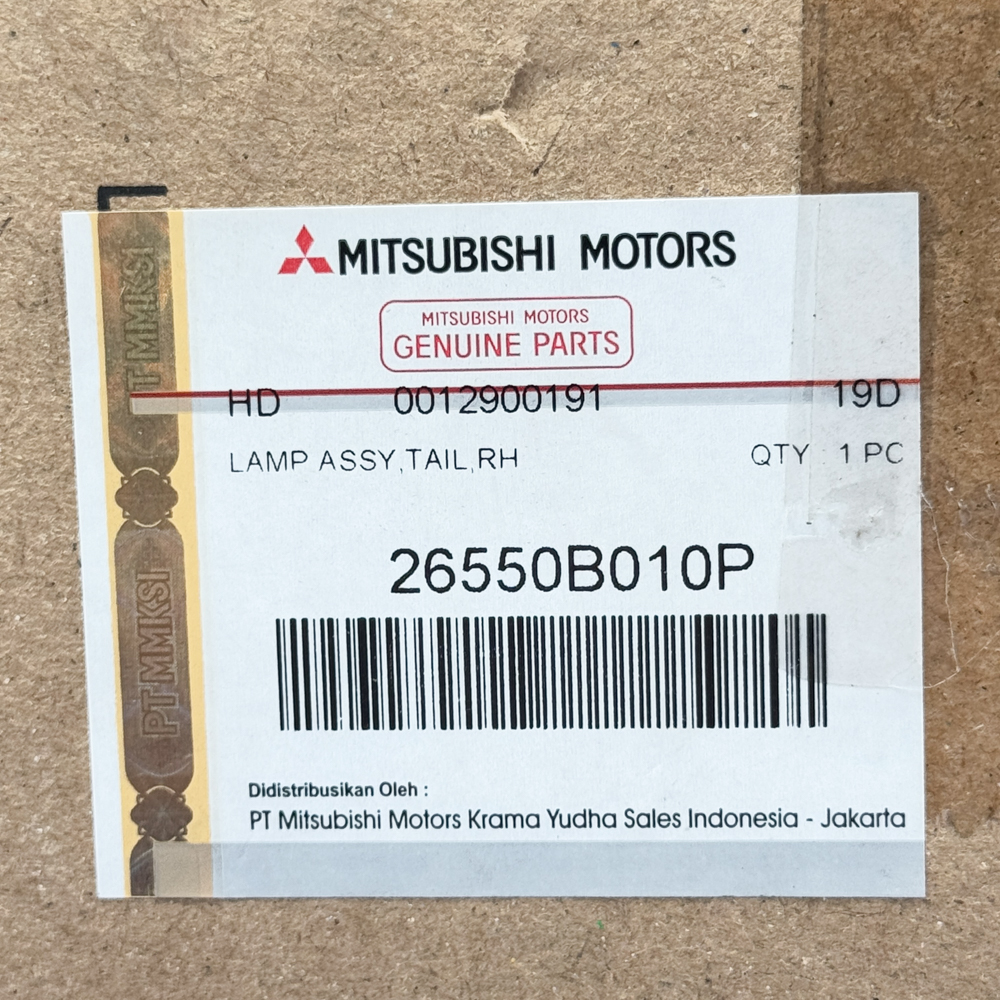 MITSUBISHI MOTORS
MITSUBISHI MOTORS
GENUINE PARTS
HD 0012900191 19D
LAMP ASSY,TAIL,RH QTY : 1 PC
26550B010P
Didistribusikan Oleh :
PT Mitsubishi Motors Krama Yudha Sales Indonesia - Jakarta
PT MMKSI
PT MMKSI